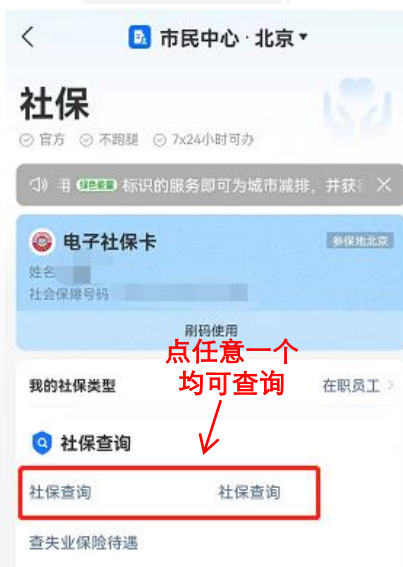 市民中心·北京▾
社保
官方 不跑腿 7x24小时可办
用 绿色能量 标识的服务即可为城市减排，并获
电子社保卡 参保地北京
姓名
社会保障号码
刷码使用
点任意一个
均可查询
我的社保类型 在职员工
社保查询
社保查询 社保查询
查失业保险待遇